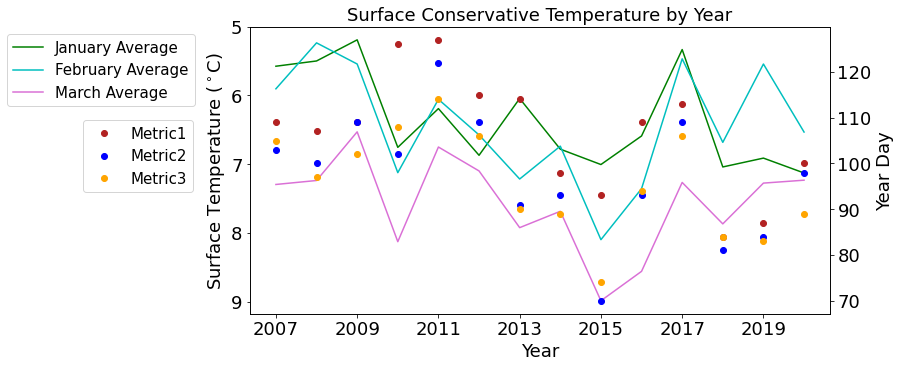 Surface Conservative Temperature by Year
January Average
February Average
March Average
Metric1
Metric2
Metric3
Surface Temperature (°C)
5
6
7
8
9
2007 2009 2011 2013 2015 2017 2019
Year
120
110
100
90
80
70
Year Day